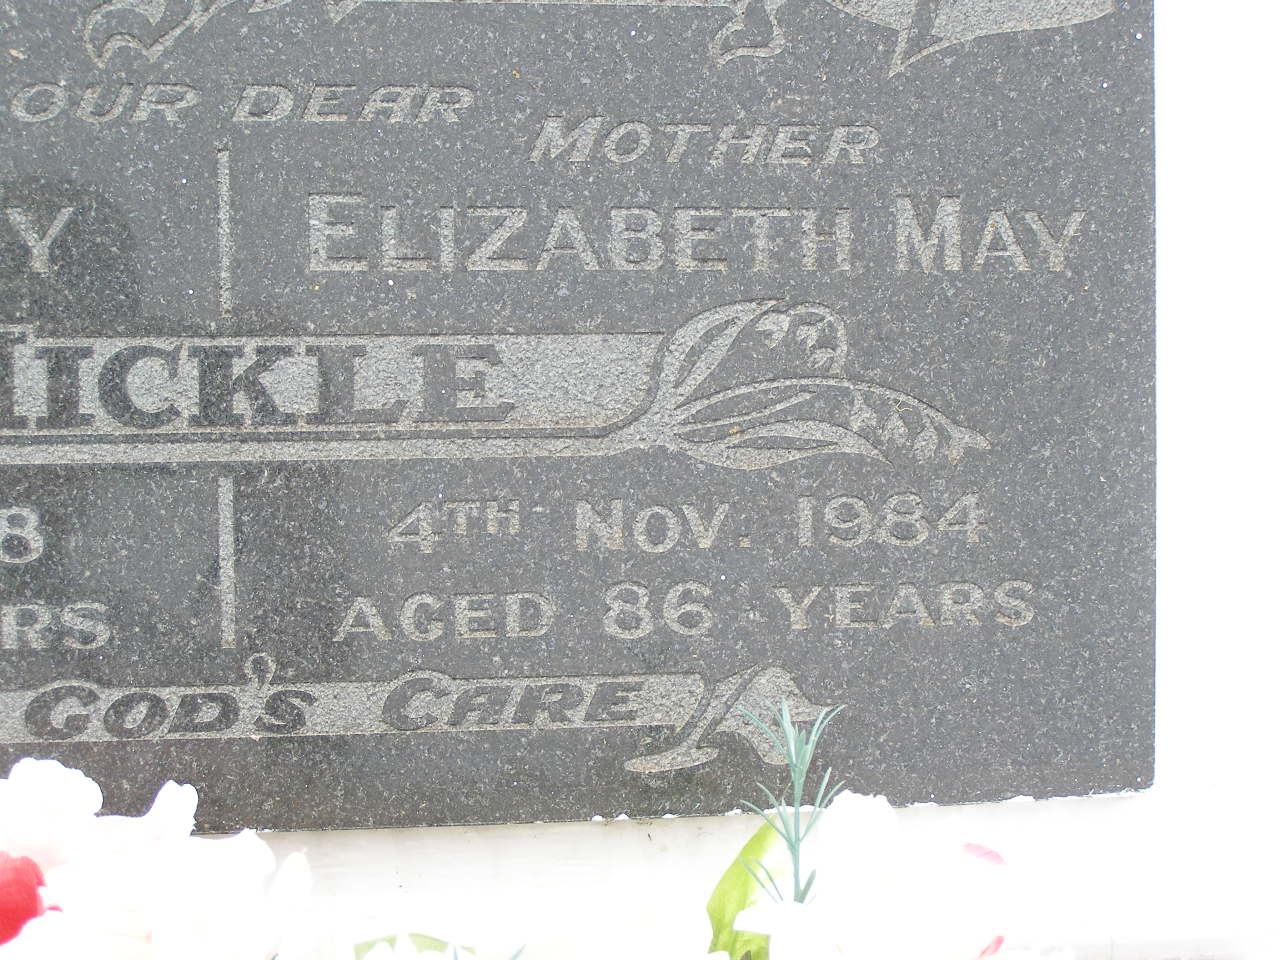 OUR DEAR
MOTHER
Y ELIZABETH MAY
ICKLE
8 4TH NOV. 1984
RS AGED 86 YEARS
GOD'S CARE